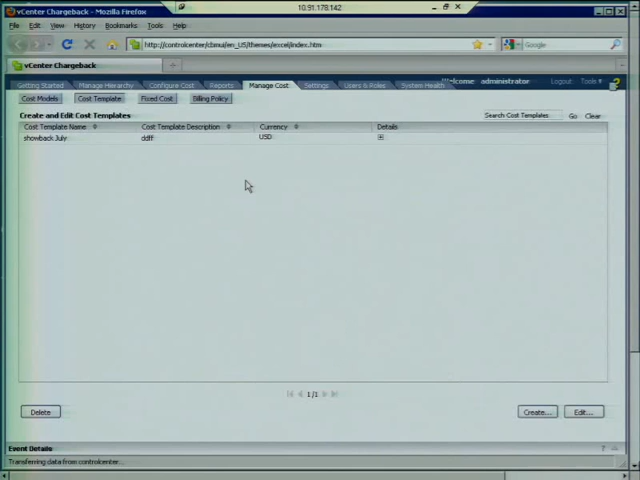 vCenter Chargeback - Mozilla Firefox
10.91.178.142
File Edit View History Bookmarks Tools Help
http://controlcenter/cbmui/en_US/themes/excel/index.htm
Google
vCenter Chargeback
Welcome administrator Logout Tools
Getting Started Manage Hierarchy Configure Cost Reports Manage Cost Settings Users & Roles System Health
Cost Models Cost Template Fixed Cost Billing Policy
Create and Edit Cost Templates
Search Cost Templates Go Clear
Cost Template Name Cost Template Description Currency Details
showback July ddff USD
1/1
Delete Create... Edit...
Event Details
Transferring data from controlcenter...